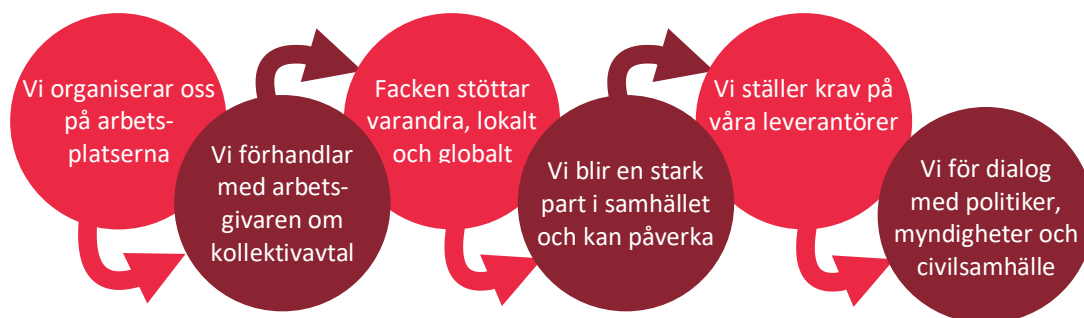 Vi organiserar oss
på arbets-
platserna
Vi förhandlar
med arbets-
givaren om
kollektivavtal
Facken stöttar
varandra, lokalt
och globalt
Vi blir en stark
part i samhället
och kan påverka
Vi ställer krav på
våra leverantörer
Vi för dialog
med politiker,
myndigheter och
civilsamhälle